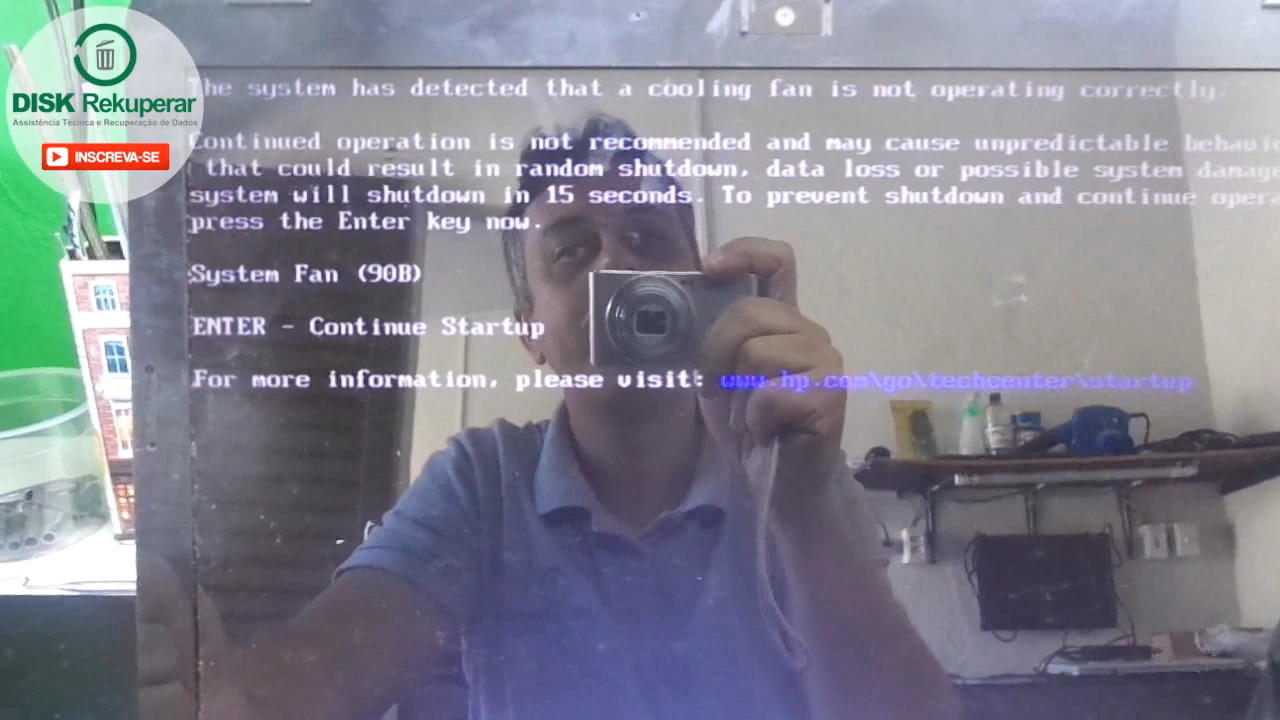 DISK Rekuperar
Assistência Técnica e Recuperação de Dados
INSCREVA-SE
The system has detected that a cooling fan is not operating correctly.
Continued operation is not recommended and may cause unpredictable
that could result in random shutdown, data loss or possible system
system will shutdown in 15 seconds. To prevent shutdown and continue
press the Enter key now.
System Fan (90B)
ENTER - Continue Startup
For more information, please visit: www.hp.com\go\techcenter\startup